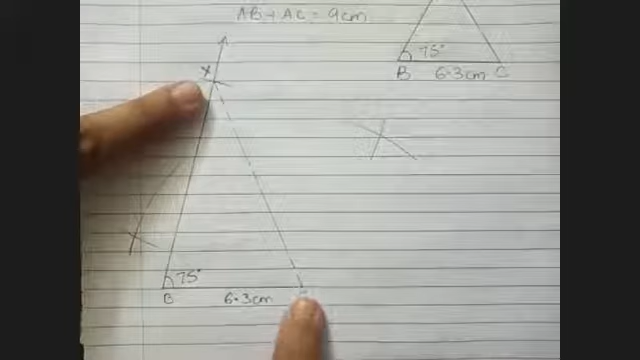 AB + AC = 9cm
75°
B 6.3cm C
X
75°
B 6.3cm